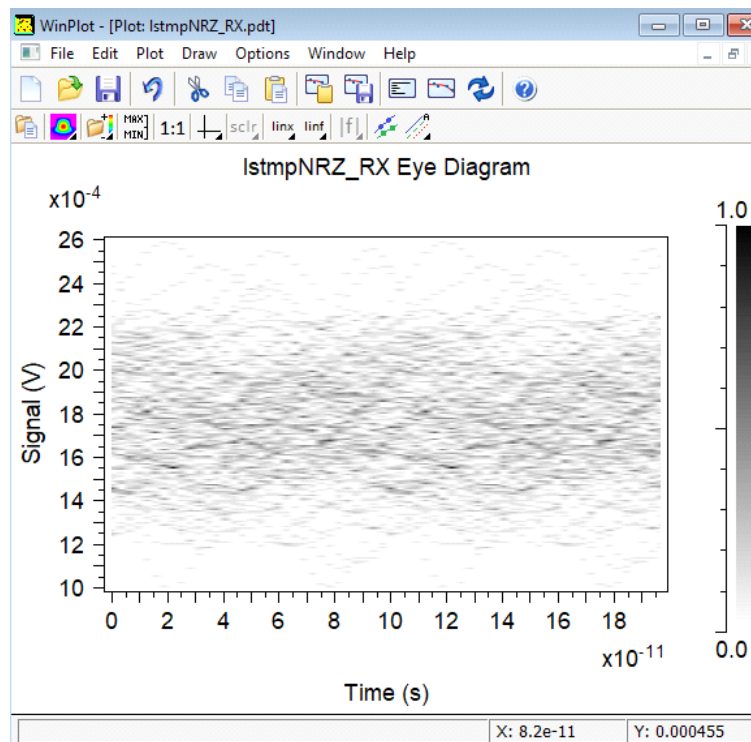 WinPlot - [Plot: lstmpNRZ_RX.pdt]
File Edit Plot Draw Options Window Help
MAX MIN 1:1 sclr linx linf |f| A
lstmpNRZ_RX Eye Diagram
x10-4
1.0
26
24
22
20
18
16
14
12
10
Signal (V)
0 2 4 6 8 10 12 14 16 18
x10-11
0.0
Time (s)
X: 8.2e-11 Y: 0.000455